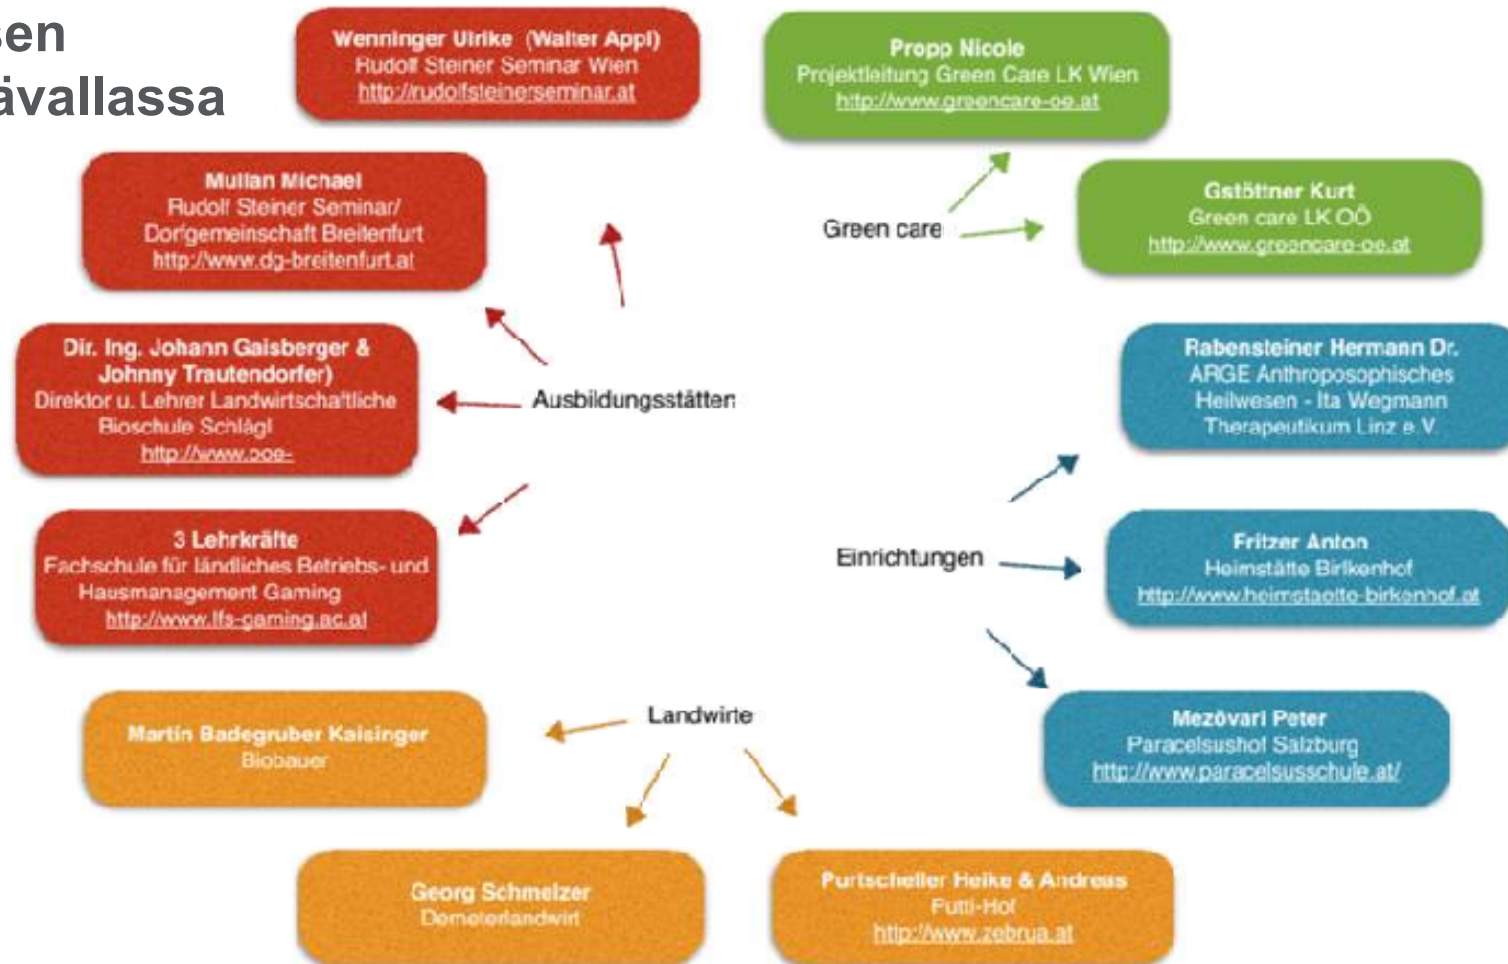 sen
ävallassa
Wenninger Ulrike (Walter Appl)
Rudolf Steiner Seminar Wien
http://rudolfsteinerseminar.at
Propp Nicole
Projektleitung Green Care LK Wien
http://www.greencare-oe.at
Mullan Michael
Rudolf Steiner Seminar/
Dorfgemeinschaft Breitenfurt
http://www.dg-breitenfurt.at
Green care
Gstöttner Kurt
Green care LK OÖ
http://www.greencare-oe.at
Dir. Ing. Johann Gaisberger &
Johnny Trautendorfer)
Direktor u. Lehrer Landwirtschaftliche
Bioschule Schlägl
http://www.ooe-
Ausbildungsstätten
Rabensteiner Hermann Dr.
ARGE Anthroposophisches
Heilwesen - Ita Wegmann
Therapeutikum Linz e.V.
3 Lehrkräfte
Fachschule für ländliches Betriebs- und
Hausmanagement Gaming
http://www.lfs-gaming.ac.at
Einrichtungen
Fritzer Anton
Heimstätte Birlkenhof
http://www.heimstaette-birkenhof.at
Martin Badegruber Kaisinger
Biobauer
Landwirte
Mezövari Peter
Paracelsushof Salzburg
http://www.paracelsusschule.at/
Georg Schmelzer
Demeterlandwirt
Purtscheller Heike & Andreas
Futti-Hof
http://www.zebrua.at